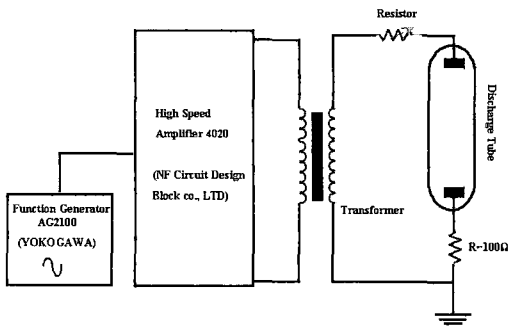 Resistor
High Speed
Amplifier 4020
(NF Circuit Design
Block co., LTD)
Function Generator
AG2100
(YOKOGAWA)
Transformer
Discharge Tube
R~100Ω